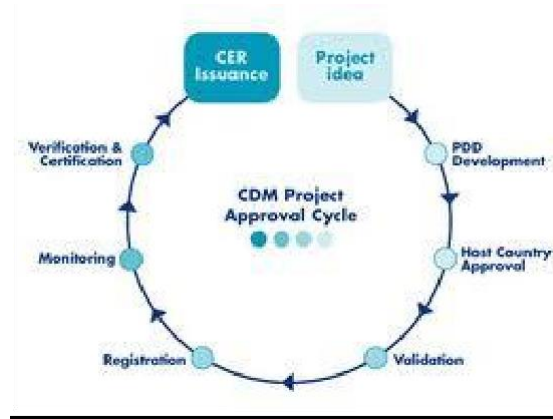 CER
Issuance
Project
idea
PDD
Development
Host Country
Approval
Validation
Registration
Monitoring
Verification &
Certification
CDM Project
Approval Cycle